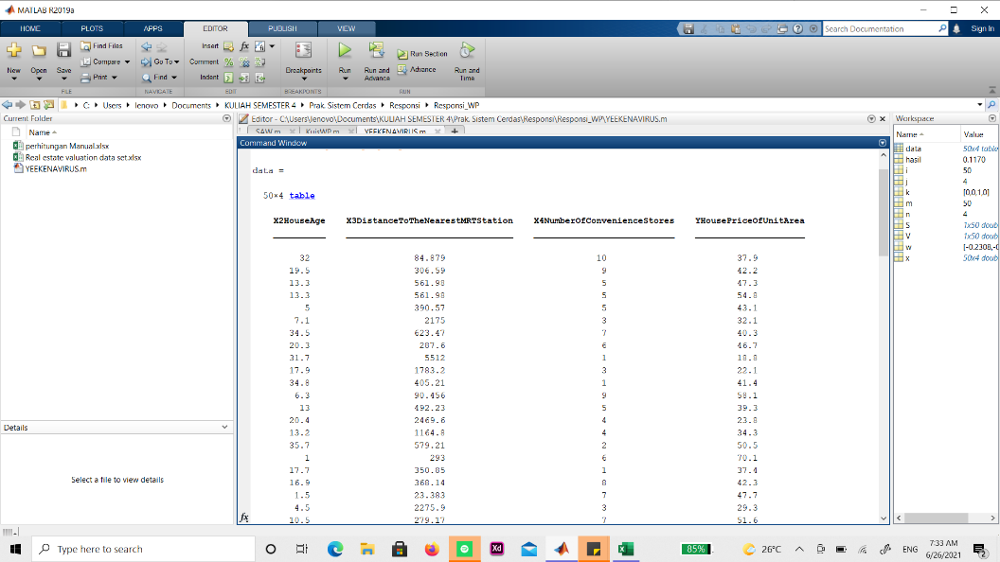 MATLAB R2019a
HOME PLOTS APPS EDITOR PUBLISH VIEW
Search Documentation
Sign In
New Open Save
Find Files
Compare
Print
FILE
Go To
Find
NAVIGATE
Insert
Comment
Indent
EDIT
Breakpoints
BREAKPOINTS
Run
Run and Advance
Run Section
Advance
Run and Time
RUN
C: Users lenovo Documents KULIAH SEMESTER 4 Prak. Sistem Cerdas Responsi Responsi_WP
Current Folder
Name
perhitungan Manual.xlsx
Real estate valuation data set.xlsx
YEEKENAVIRUS.m
Details
Select a file to view details
Editor - C:\Users\lenovo\Documents\KULIAH SEMESTER 4\Prak. Sistem Cerdas\Responsi\Responsi_WP\YEEKENAVIRUS.m
SAW.m KuisWP.m YEEKENAVIRUS.m
Command Window
data =
50×4 table
X2HouseAge X3DistanceToTheNearestMRTStation X4NumberOfConvenienceStores YHousePriceOfUnitArea
32 84.879 10 37.9
19.5 306.59 9 42.2
13.3 561.98 5 47.3
13.3 561.98 5 54.8
5 390.57 5 43.1
7.1 2175 3 32.1
34.5 623.47 7 40.3
20.3 287.6 6 46.7
31.7 5512 1 18.8
17.9 1783.2 3 22.1
34.8 405.21 1 41.4
6.3 90.456 9 58.1
13 492.23 5 39.3
20.4 2469.6 4 23.8
13.2 1164.8 4 34.3
35.7 579.21 2 50.5
1 293 6 70.1
17.7 350.85 1 37.4
16.9 368.14 8 42.3
1.5 23.383 7 47.7
4.5 2275.9 3 29.3
10.5 279.17 7 51.6
fx
Workspace
Name Value
data 50x4 table
hasil 0.1170
i 50
j 4
k [0,0,1,0]
m 50
n 4
S 1x50 doub
V 1x50 doub
w [-0.2308,-0
x 50x4 doub
Type here to search
85%
26°C
ENG
7:33 AM
6/26/2021
2